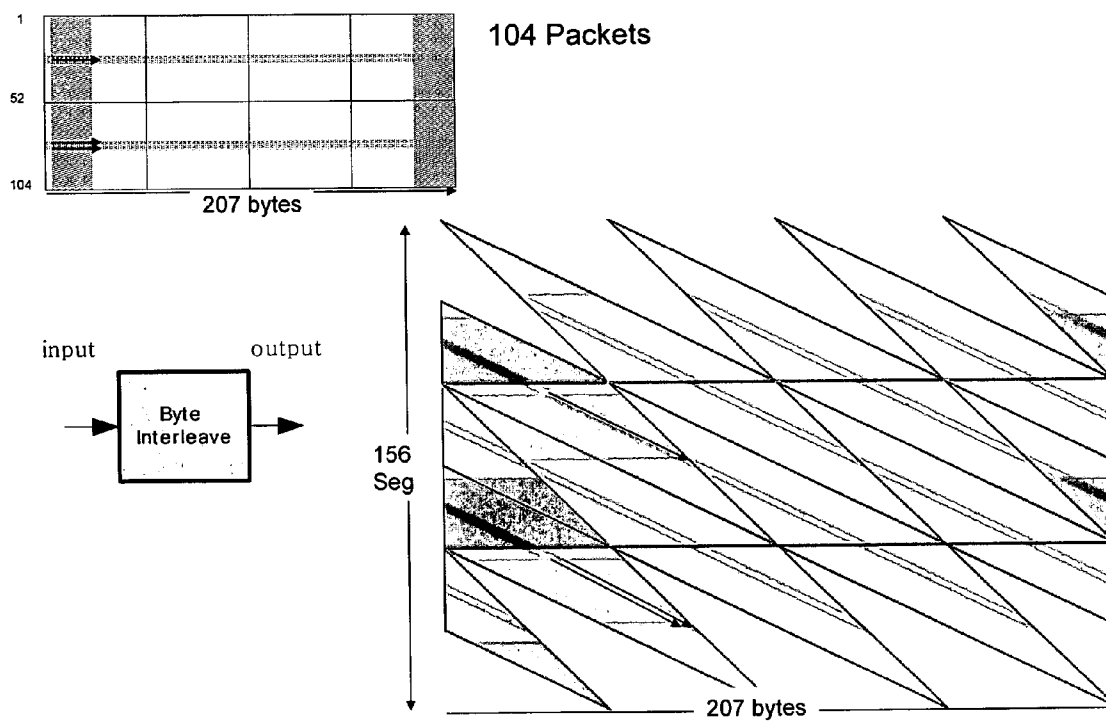 1
104 Packets
52
104
207 bytes
input
output
Byte
Interleave
156
Seg
207 bytes